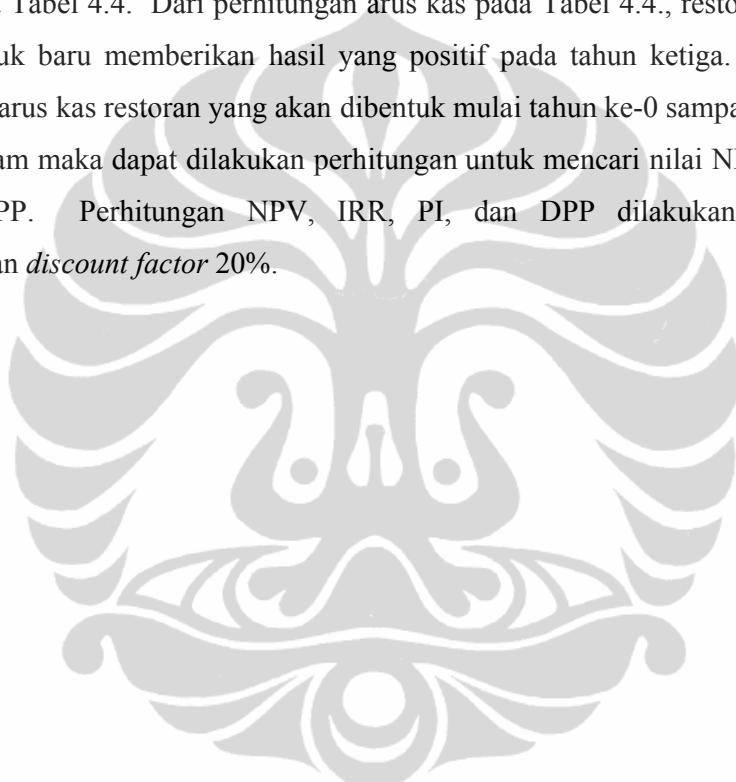 Tabel 4.4. Dari perhitungan arus kas pada Tabel 4.4., resto
uk baru memberikan hasil yang positif pada tahun ketiga.
arus kas restoran yang akan dibentuk mulai tahun ke-0 sampa
am maka dapat dilakukan perhitungan untuk mencari nilai N
PP. Perhitungan NPV, IRR, PI, dan DPP dilakukan
an discount factor 20%.